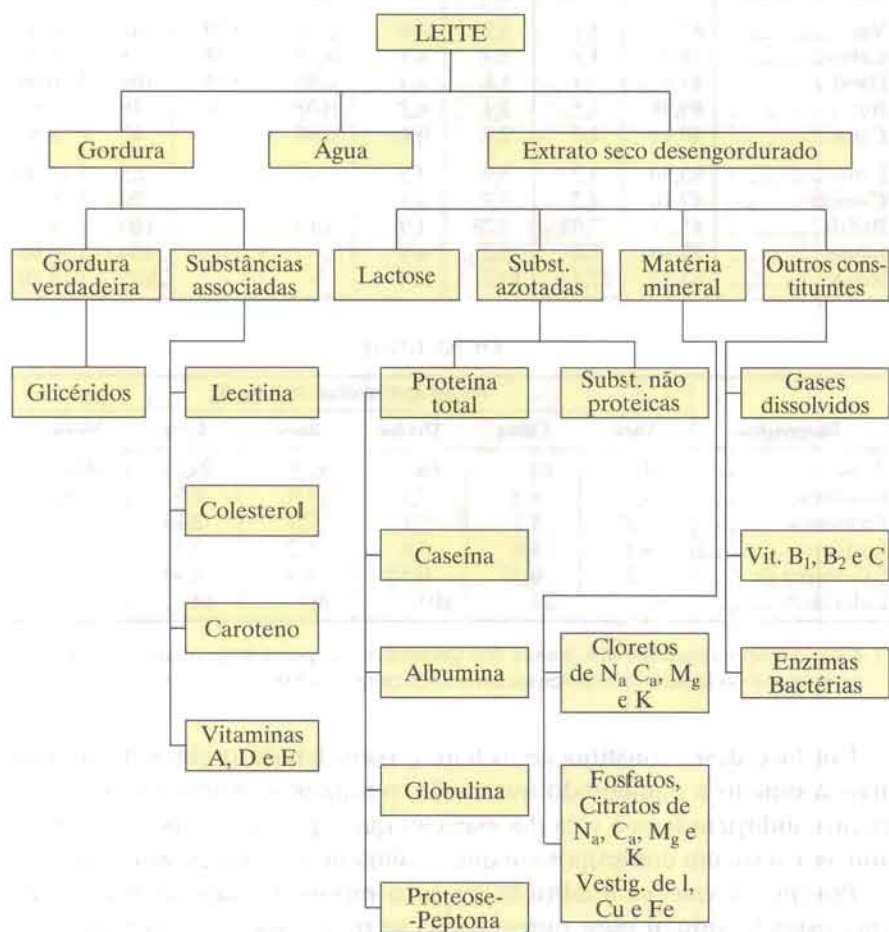 LEITE
Gordura
Água
Extrato seco desengordurado
Gordura
verdadeira
Substâncias
associadas
Lactose
Subst.
azotadas
Matéria
mineral
Outros cons-
tituintes
Glicéridos
Lecitina
Proteína
total
Subst. não
proteicas
Gases
dissolvidos
Colesterol
Caseína
Vit. B₁, B₂ e C
Caroteno
Albumina
Cloretos
de Nₐ Cₐ, M₉
e K
Enzimas
Bactérias
Vitaminas
A, D e E
Globulina
Fosfatos,
Citratos de
Nₐ, Cₐ, M₉ e
K
Vestig. de l,
Cu e Fe
Proteose-
-Peptona